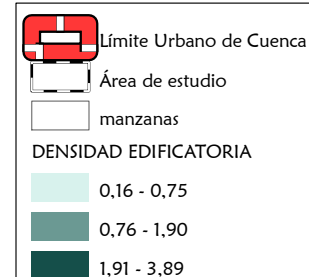 Límite Urbano de Cuenca
Área de estudio
manzanas
DENSIDAD EDIFICATORIA
0,16 - 0,75
0,76 - 1,90
1,91 - 3,89